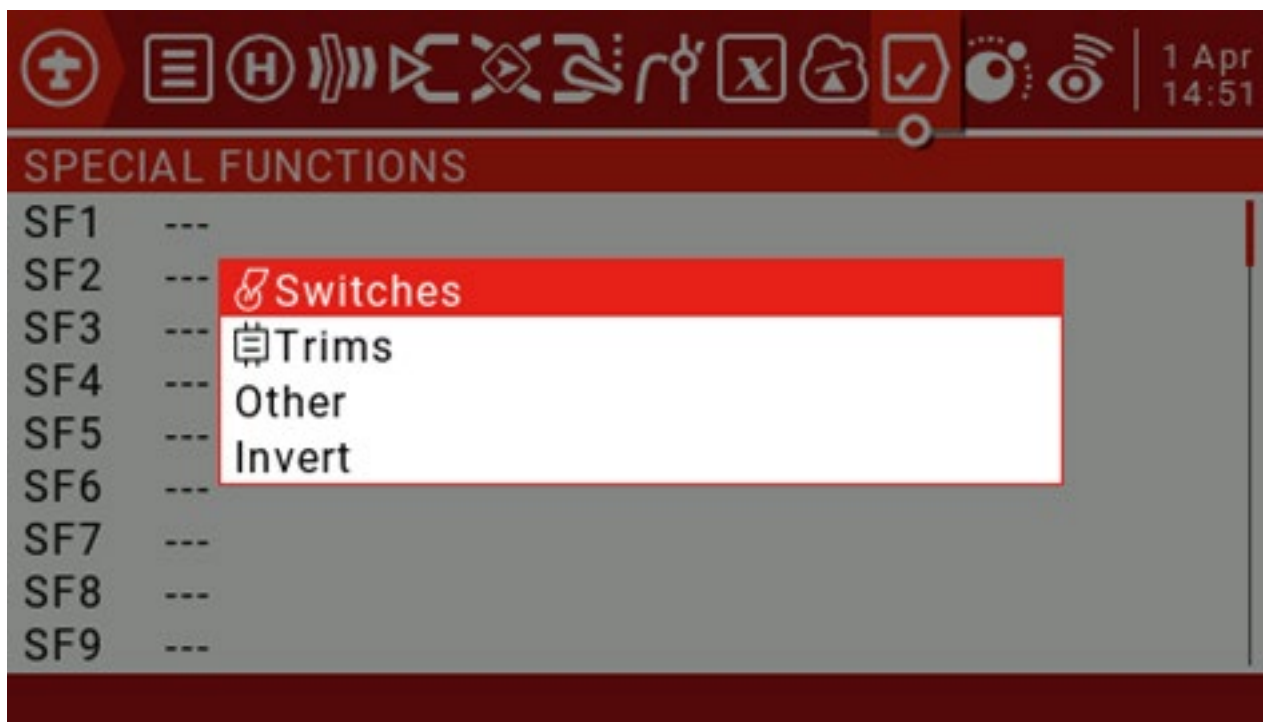 H x 1 Apr
14:51
SPECIAL FUNCTIONS
SF1 ---
SF2 ---
SF3 ---
SF4 ---
SF5 ---
SF6 ---
SF7 ---
SF8 ---
SF9 ---
Switches
Trims
Other
Invert